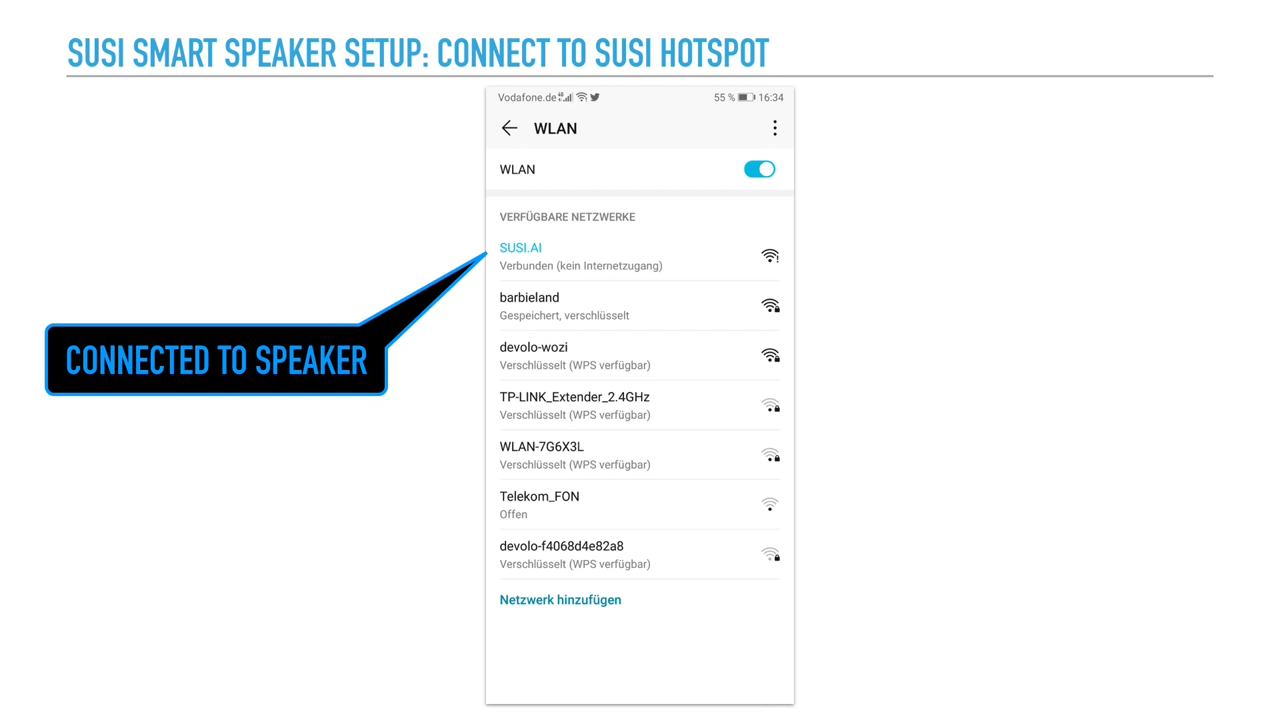 SUSI SMART SPEAKER SETUP: CONNECT TO SUSI HOTSPOT
Vodafone.de 55 % 16:34
WLAN
WLAN
VERFÜGBARE NETZWERKE
SUSI.AI
Verbunden (kein Internetzugang)
CONNECTED TO SPEAKER
barbieland
Gespeichert, verschlüsselt
devolo-wozi
Verschlüsselt (WPS verfügbar)
TP-LINK_Extender_2.4GHz
Verschlüsselt (WPS verfügbar)
WLAN-7G6X3L
Verschlüsselt (WPS verfügbar)
Telekom_FON
Offen
devolo-f4068d4e82a8
Verschlüsselt (WPS verfügbar)
Netzwerk hinzufügen